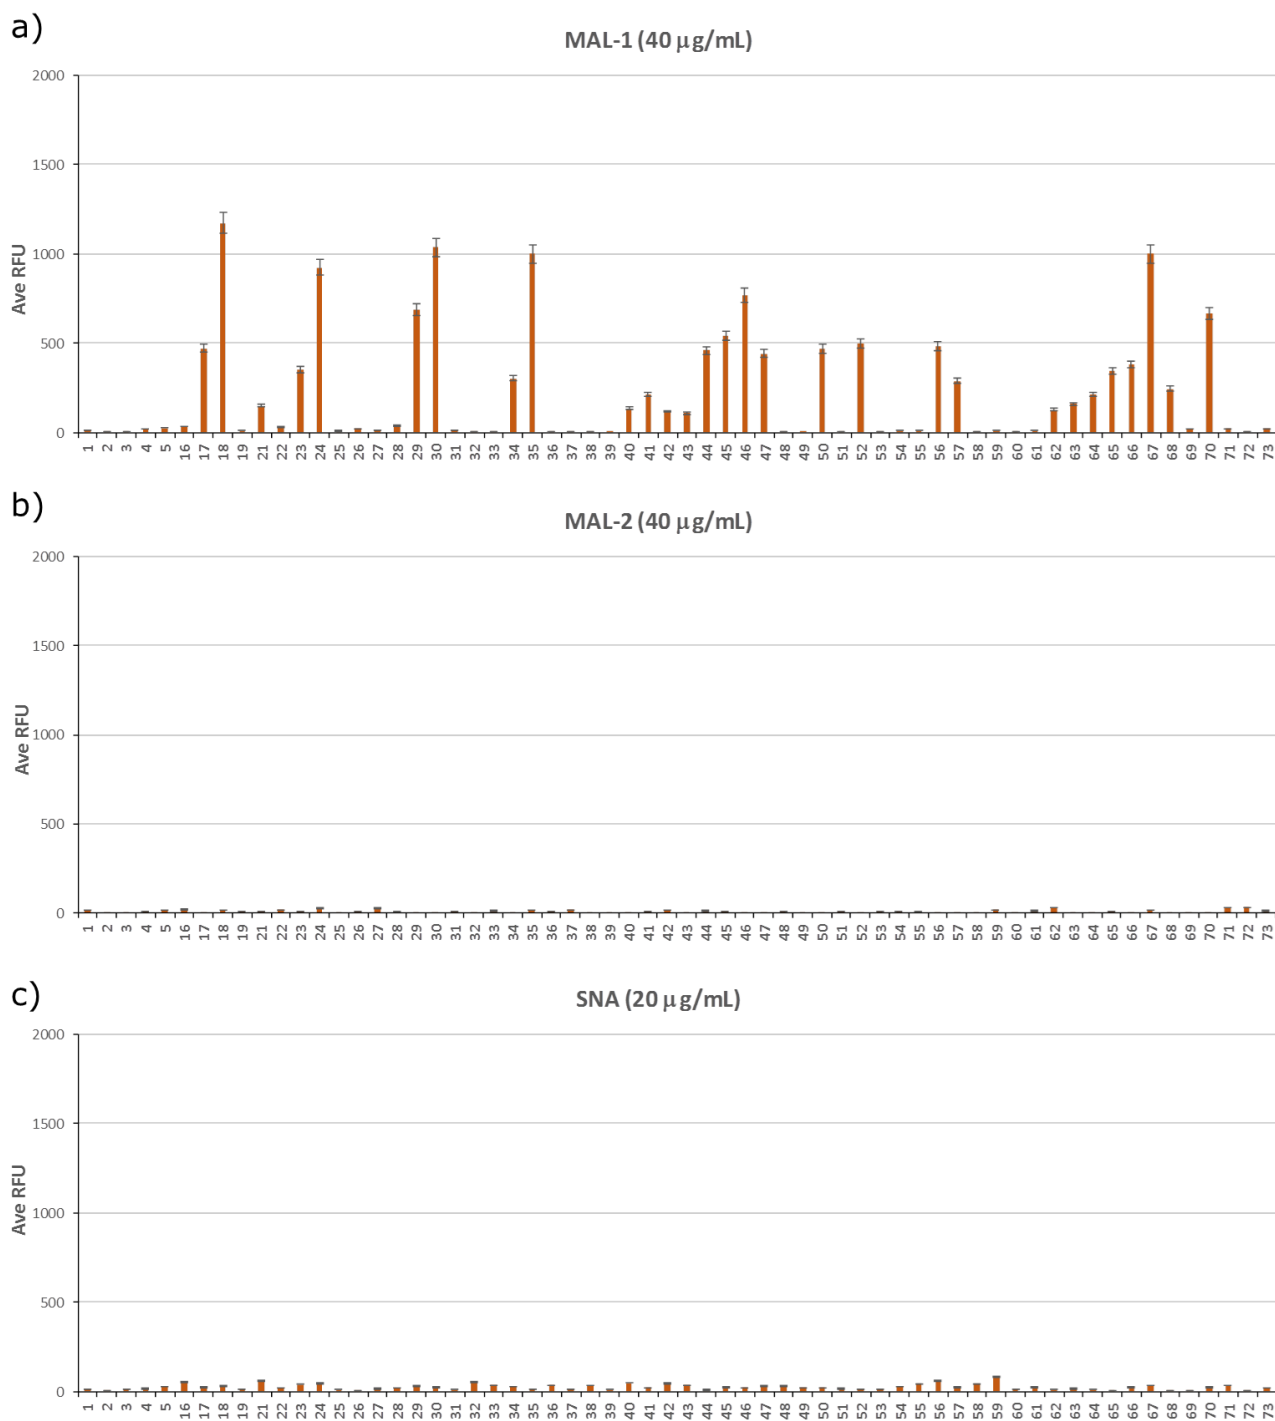 a)
MAL-1 (40 μg/mL)
2000
1500
1000
500
0
Ave RFU
1 2 3 4 5 16 17 18 19 21 22 23 24 25 26 27 28 29 30 31 32 33 34 35 36 37 38 39 40 41 42 43 44 45 46 47 48 49 50 51 52 53 54 55 56 57 58 59 60 61 62 63 64 65 66 67 68 69 70 71 72 73
b)
MAL-2 (40 μg/mL)
2000
1500
1000
500
0
Ave RFU
1 2 3 4 5 16 17 18 19 21 22 23 24 25 26 27 28 29 30 31 32 33 34 35 36 37 38 39 40 41 42 43 44 45 46 47 48 49 50 51 52 53 54 55 56 57 58 59 60 61 62 63 64 65 66 67 68 69 70 71 72 73
c)
SNA (20 μg/mL)
2000
1500
1000
500
0
Ave RFU
1 2 3 4 5 16 17 18 19 21 22 23 24 25 26 27 28 29 30 31 32 33 34 35 36 37 38 39 40 41 42 43 44 45 46 47 48 49 50 51 52 53 54 55 56 57 58 59 60 61 62 63 64 65 66 67 68 69 70 71 72 73